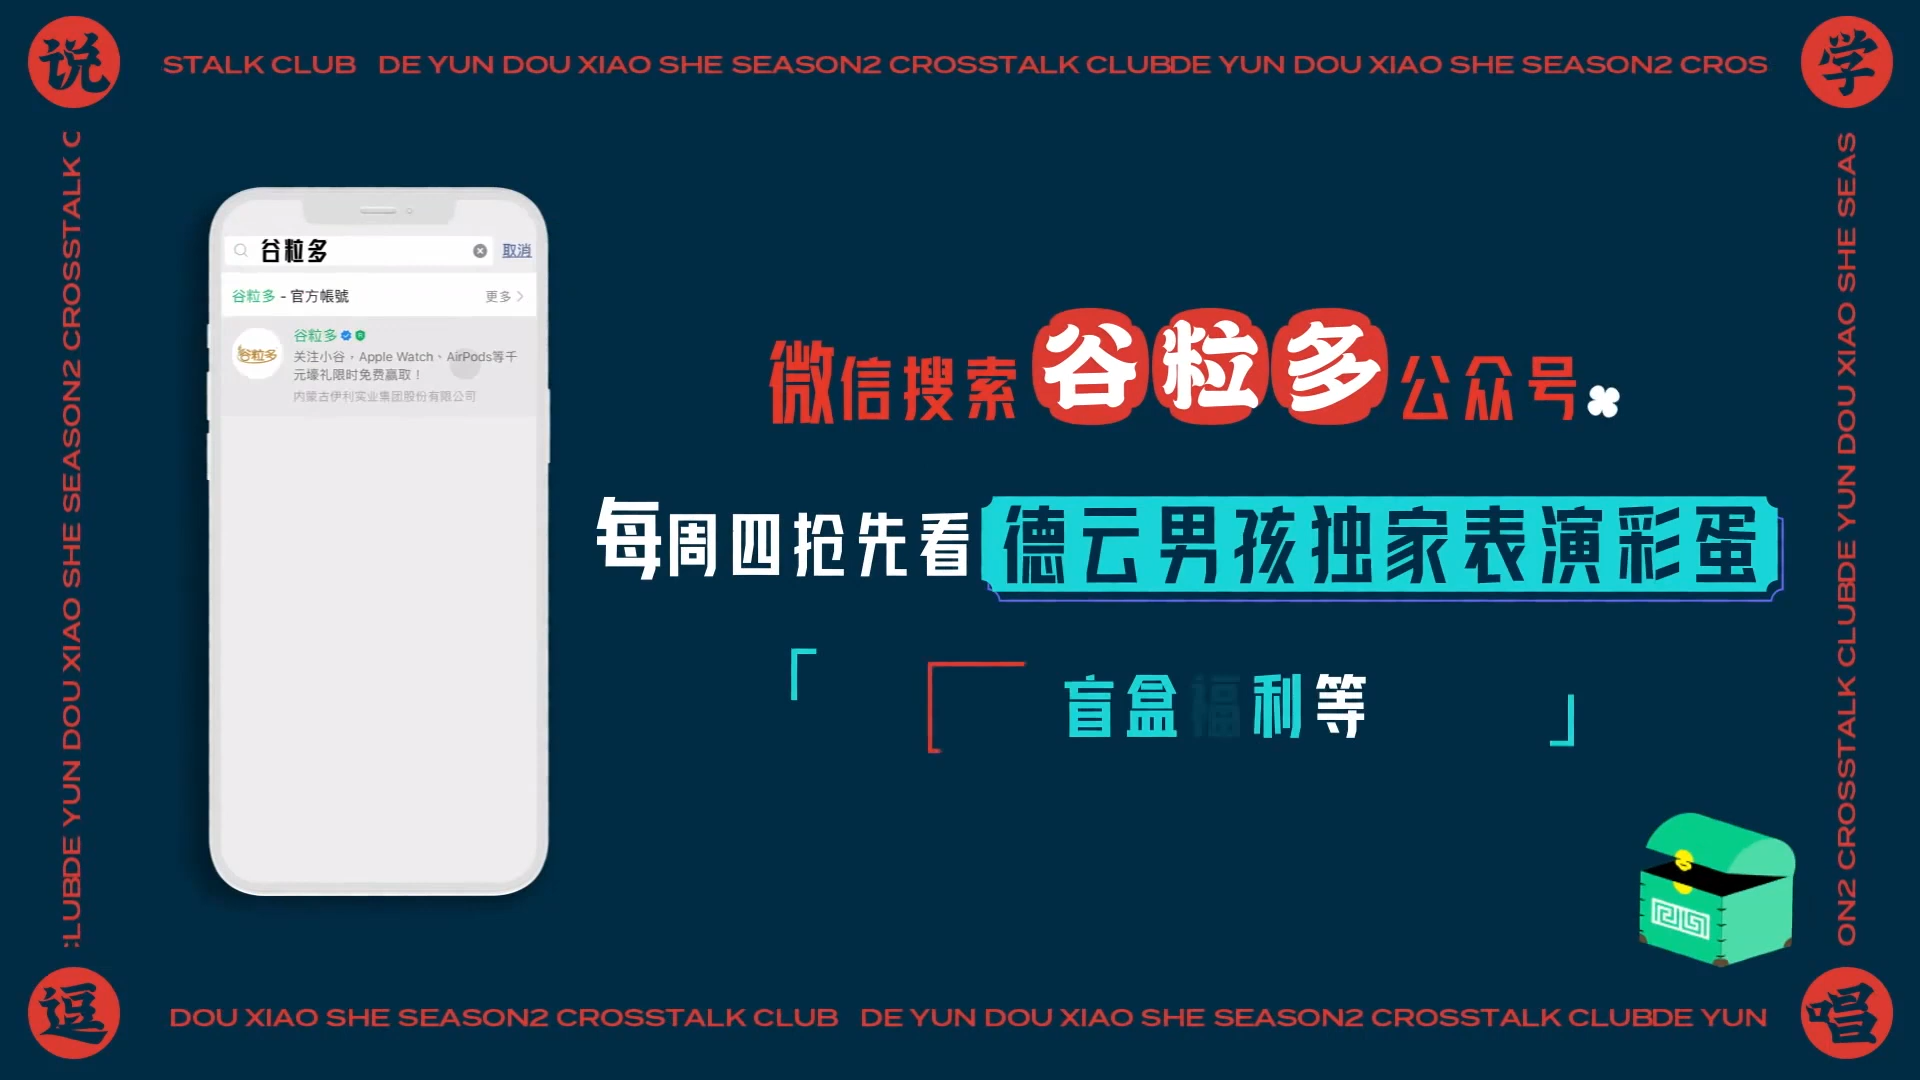 说
STALK CLUB DE YUN DOU XIAO SHE SEASON2 CROSSTALK CLUBDE YUN DOU XIAO SHE SEASON2 CROS
学
LUBDE YUN DOU XIAO SHE SEASON2 CROSSTALK C
ON2 CROSSTALK CLUBDE YUN DOU XIAO SHE SEAS
谷粒多
取消
谷粒多 - 官方帳號
更多
谷粒多
谷粒多
关注小谷，Apple Watch、AirPods等千
元壕礼限时免费赢取！
内蒙古伊利实业集团股份有限公司
微信搜索谷粒多公众号
每周四抢先看德云男孩独家表演彩蛋
「盲盒福利等」
逗
DOU XIAO SHE SEASON2 CROSSTALK CLUB DE YUN DOU XIAO SHE SEASON2 CROSSTALK CLUBDE YUN
唱